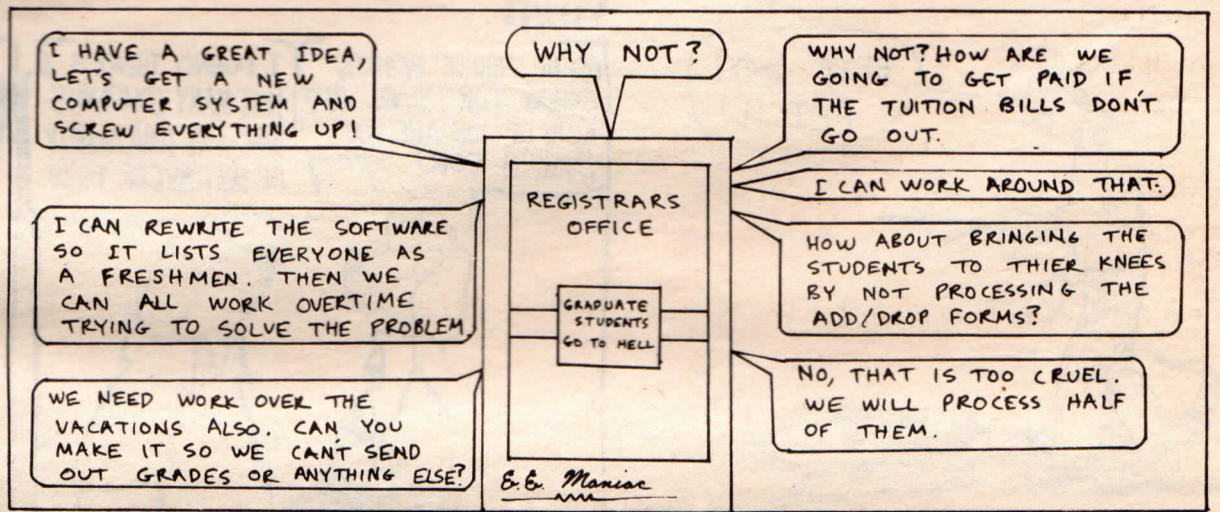 I HAVE A GREAT IDEA,
LET'S GET A NEW
COMPUTER SYSTEM AND
SCREW EVERYTHING UP!
WHY NOT?
WHY NOT? HOW ARE WE
GOING TO GET PAID IF
THE TUITION BILLS DON'T
GO OUT.
I CAN WORK AROUND THAT.
I CAN REWRITE THE SOFTWARE
SO IT LISTS EVERYONE AS
A FRESHMEN. THEN WE
CAN ALL WORK OVERTIME
TRYING TO SOLVE THE PROBLEM
HOW ABOUT BRINGING THE
STUDENTS TO THIER KNEES
BY NOT PROCESSING THE
ADD/DROP FORMS?
WE NEED WORK OVER THE
VACATIONS ALSO. CAN YOU
MAKE IT SO WE CAN'T SEND
OUT GRADES OR ANYTHING ELSE?
NO, THAT IS TOO CRUEL.
WE WILL PROCESS HALF
OF THEM.
REGISTRARS
OFFICE
GRADUATE
STUDENTS
GO TO HELL
E.E. Maniac